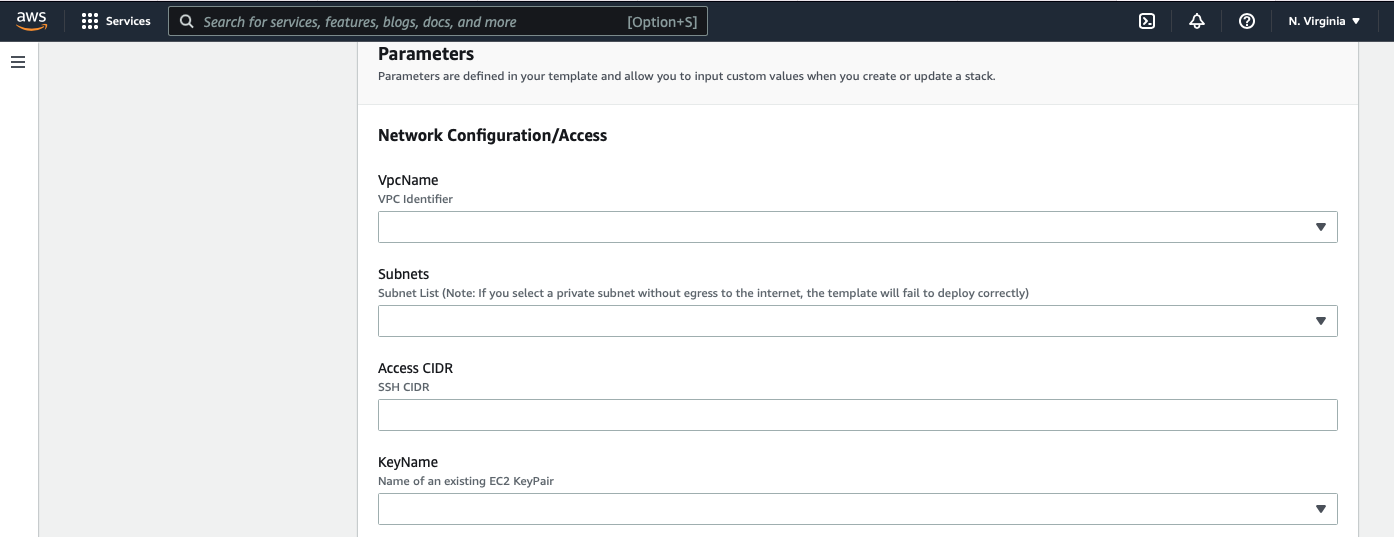 aws
Services
Search for services, features, blogs, docs, and more
[Option+S]
N. Virginia
Parameters
Parameters are defined in your template and allow you to input custom values when you create or update a stack.
Network Configuration/Access
VpcName
VPC Identifier
Subnets
Subnet List (Note: If you select a private subnet without egress to the internet, the template will fail to deploy correctly)
Access CIDR
SSH CIDR
KeyName
Name of an existing EC2 KeyPair